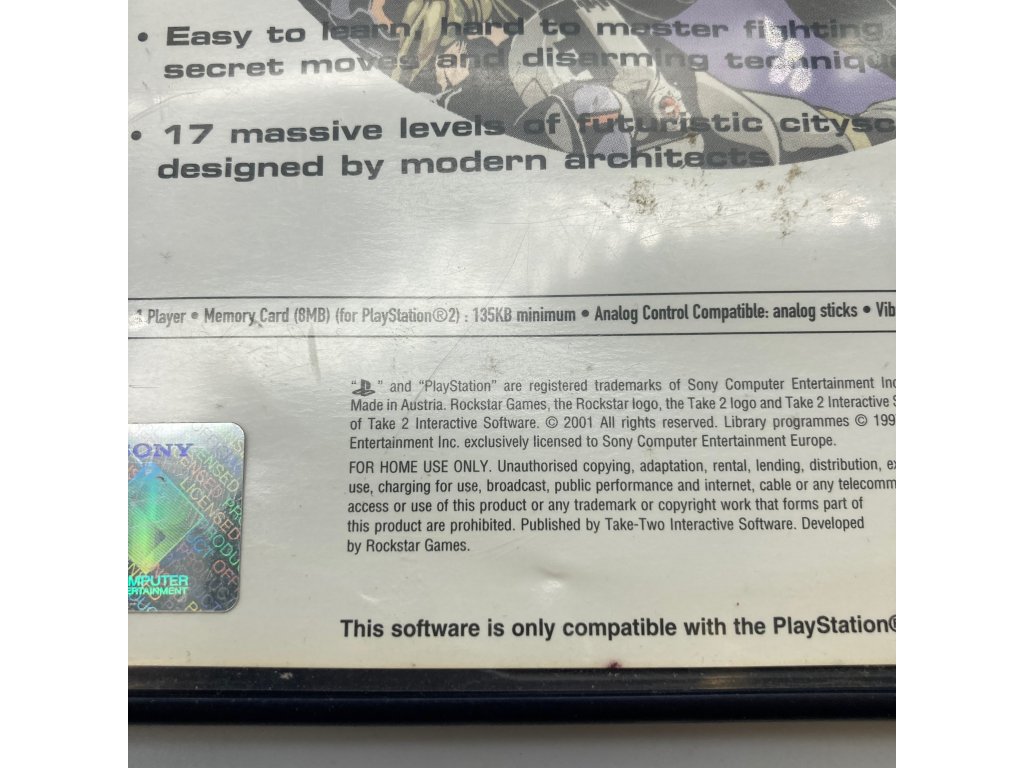 • Easy to learn, hard to master fighting
secret moves and disarming technique
• 17 massive levels of futuristic citysc
designed by modern architects
1 Player • Memory Card (8MB) (for PlayStation®2) : 135KB minimum • Analog Control Compatible: analog sticks • Vib
“ ” and “PlayStation” are registered trademarks of Sony Computer Entertainment Inc
Made in Austria. Rockstar Games, the Rockstar logo, the Take 2 logo and Take 2 Interactive S
of Take 2 Interactive Software. © 2001 All rights reserved. Library programmes © 199
Entertainment Inc. exclusively licensed to Sony Computer Entertainment Europe.
FOR HOME USE ONLY. Unauthorised copying, adaptation, rental, lending, distribution, ex
use, charging for use, broadcast, public performance and internet, cable or any telecomm
access or use of this product or any trademark or copyright work that forms part of
this product are prohibited. Published by Take-Two Interactive Software. Developed
by Rockstar Games.
SONY
MPUTER
ERTAINMENT
This software is only compatible with the PlayStation®